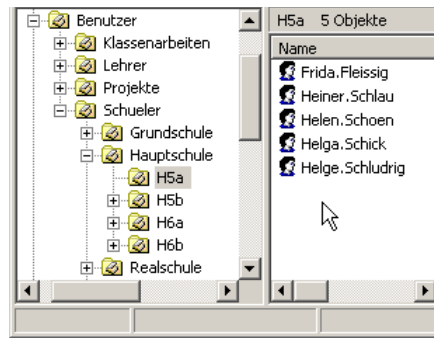 Benutzer
Klassenarbeiten
Lehrer
Projekte
Schueler
Grundschule
Hauptschule
H5a
H5b
H6a
H6b
Realschule
H5a 5 Objekte
Name
Frida.Fleissig
Heiner.Schlau
Helen.Schoen
Helga.Schick
Helge.Schludrig